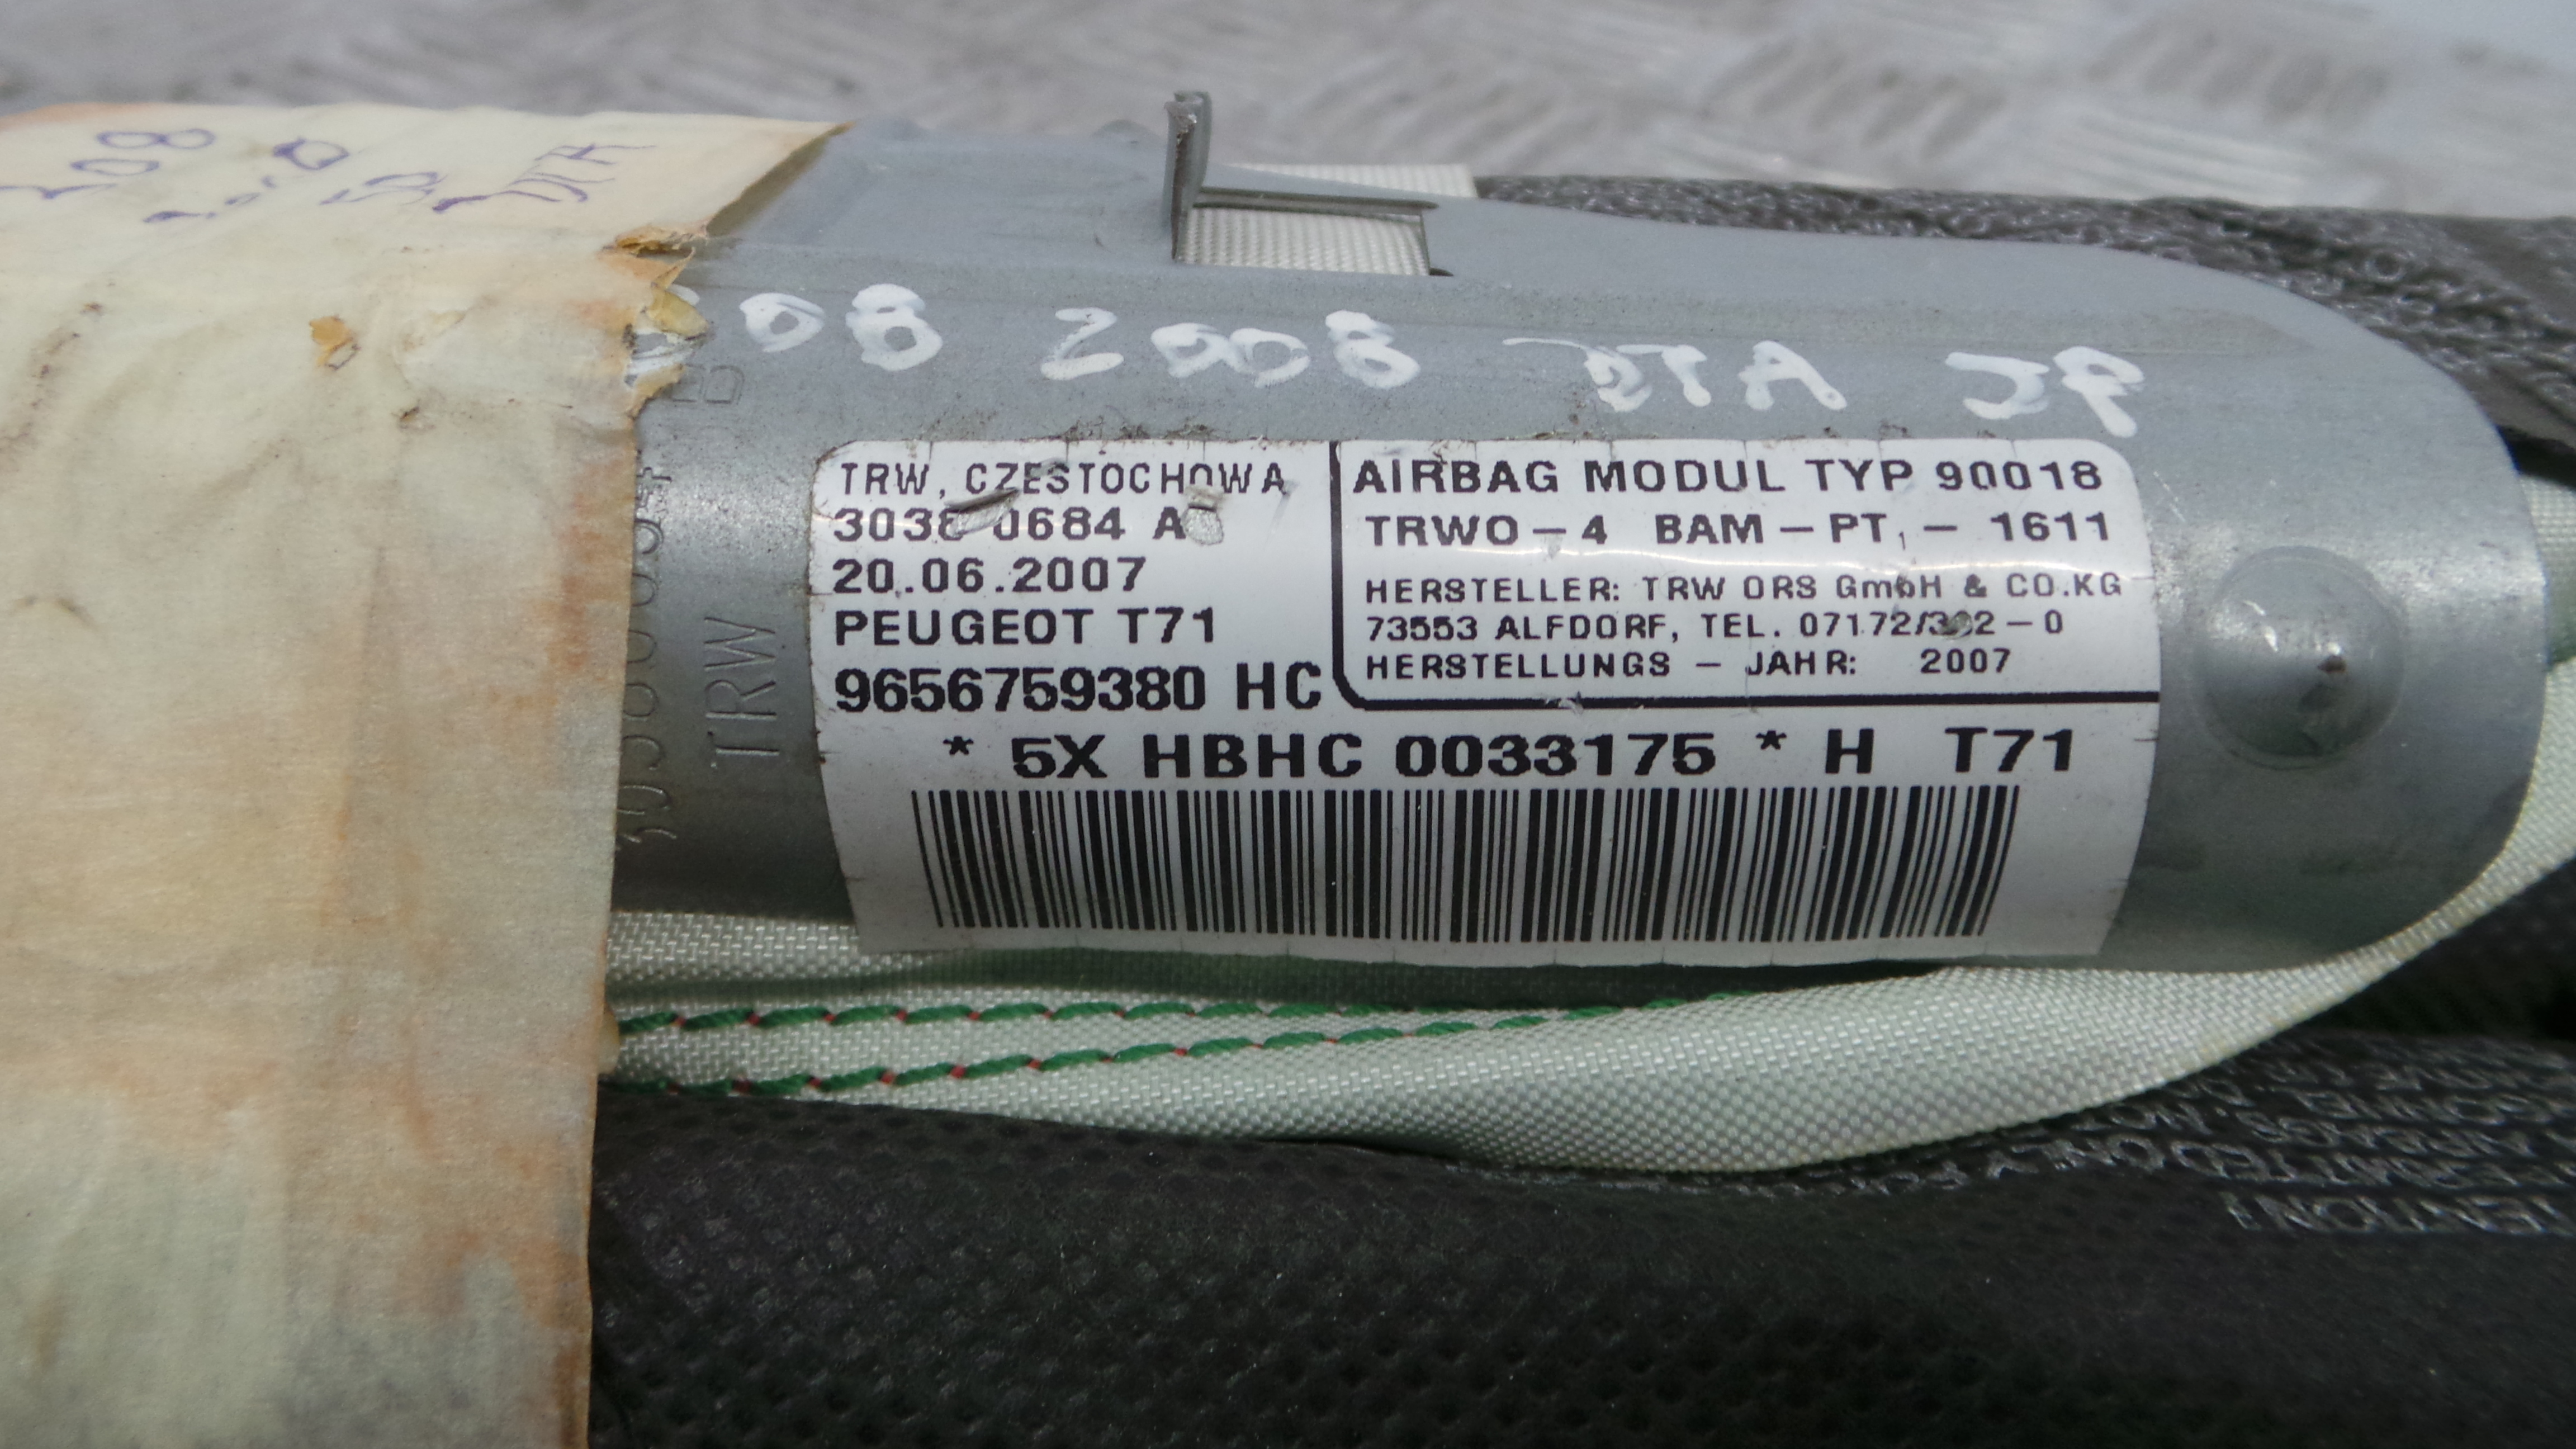 308
08 2008 DTA JP
TRW
TRW, CZESTOCHOWA
0684 A
20.06.2007
PEUGEOT T71
9656759380 HC
AIRBAG MODUL TYP 90018
TRWO – 4 BAM – PT, – 1611
HERSTELLER: TRW ORS GmbH & CO.KG
73553 ALFDORF, TEL. 07172/302 – 0
HERSTELLUNGS – JAHR: 2007
* 5X HBHC 0033175 * H T71